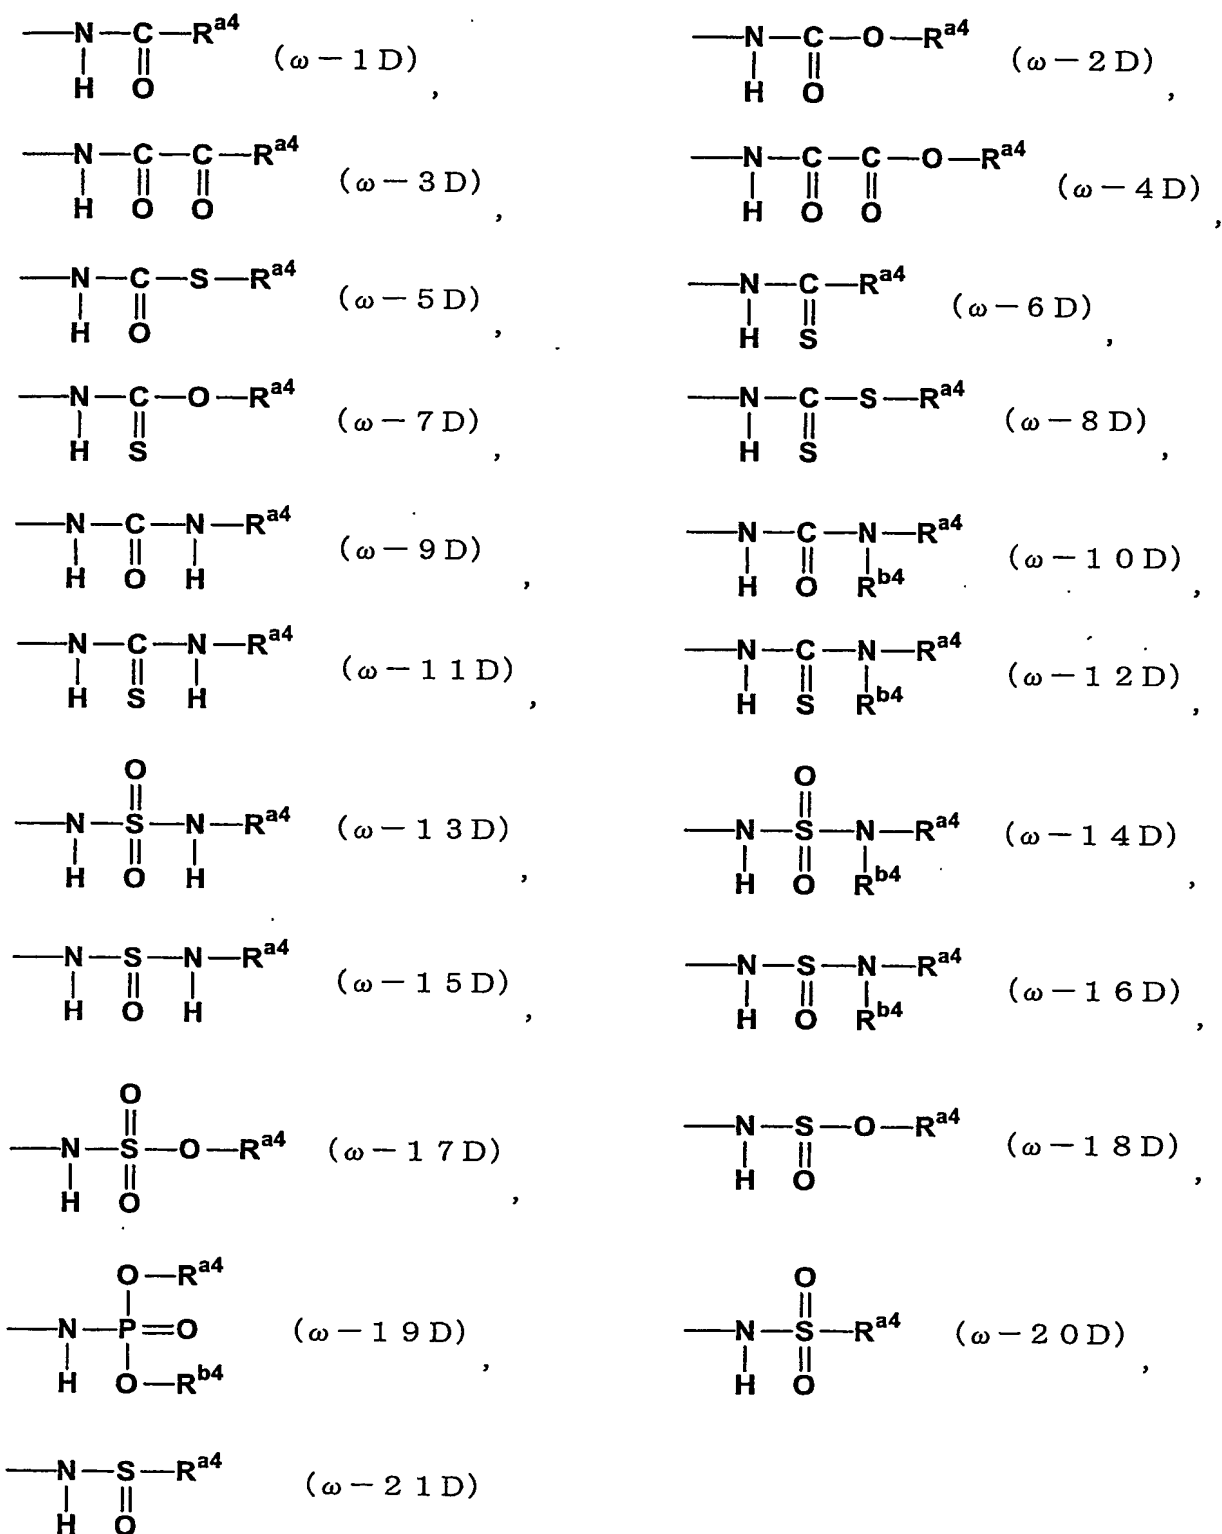 —N—C—R^a4 (ω-1D),
H O
—N—C—O—R^a4 (ω-2D),
H O
—N—C—C—R^a4 (ω-3D),
H O O
—N—C—C—O—R^a4 (ω-4D),
H O O
—N—C—S—R^a4 (ω-5D),
H O
—N—C—R^a4 (ω-6D),
H S
—N—C—O—R^a4 (ω-7D),
H S
—N—C—S—R^a4 (ω-8D),
H S
—N—C—N—R^a4 (ω-9D),
H O H
—N—C—N—R^a4 (ω-10D),
H O R^b4
—N—C—N—R^a4 (ω-11D),
H S H
—N—C—N—R^a4 (ω-12D),
H S R^b4
O
—N—S—N—R^a4 (ω-13D),
H O H
O
—N—S—N—R^a4 (ω-14D),
H O R^b4
—N—S—N—R^a4 (ω-15D),
H O H
—N—S—N—R^a4 (ω-16D),
H O R^b4
O
—N—S—O—R^a4 (ω-17D),
H O
—N—S—O—R^a4 (ω-18D),
H O
O—R^a4
—N—P=O (ω-19D),
H O—R^b4
O
—N—S—R^a4 (ω-20D),
H O
—N—S—R^a4 (ω-21D)
H O